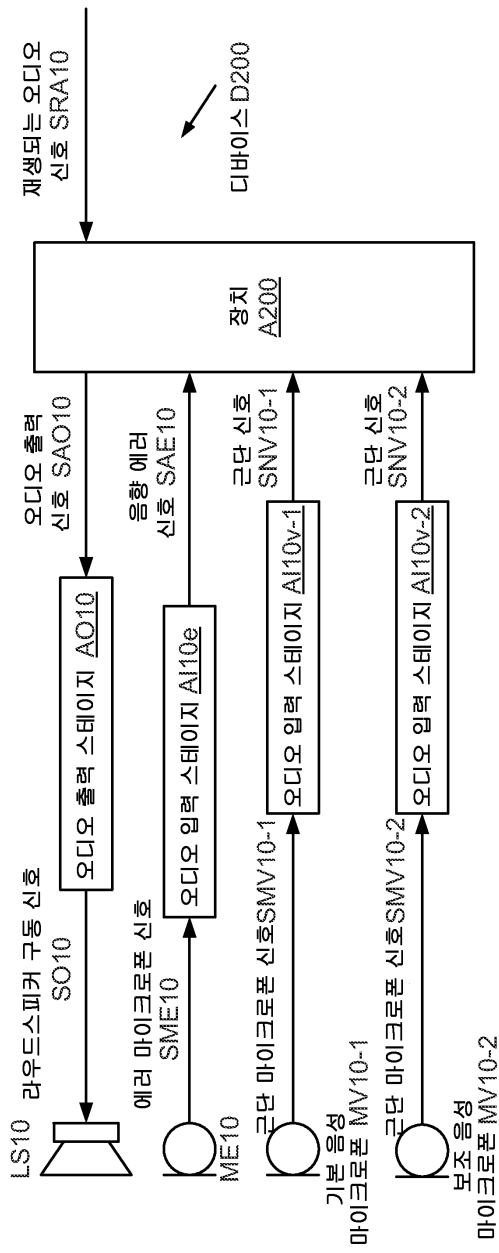 LS10
라우드스피커 구동 신호
SO10
오디오 출력 스테이지 AO10
오디오 출력
신호 SAO10
재생되는 오디오
신호 SRA10
ME10
에러 마이크로폰 신호
SME10
오디오 입력 스테이지 AI10e
음향 에러
신호 SAE10
장치
A200
디바이스 D200
기본 음성
마이크로폰 MV10-1
근단 마이크로폰 신호SMV10-1
오디오 입력 스테이지 AI10v-1
근단 신호
SNV10-1
보조 음성
마이크로폰 MV10-2
근단 마이크로폰 신호SMV10-2
오디오 입력 스테이지 AI10v-2
근단 신호
SNV10-2